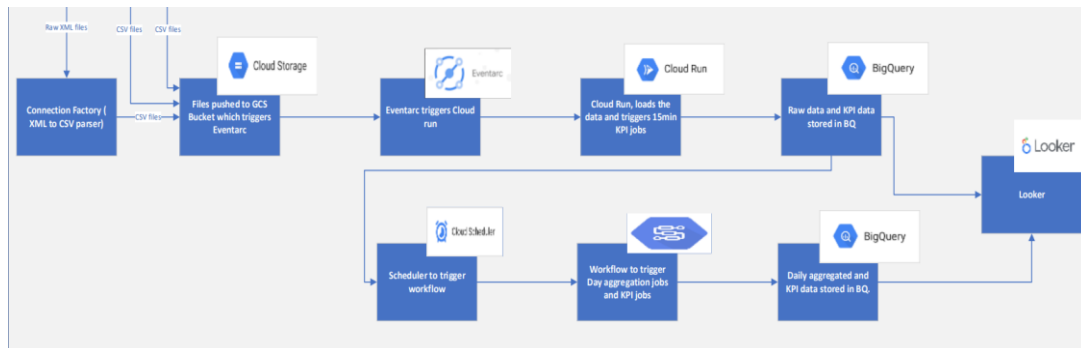 Raw XML files
CSV files
CSV files
Cloud Storage
Eventarc
Cloud Run
BigQuery
Connection Factory (
XML to CSV parser)
CSV files
Files pushed to GCS
Bucket which triggers
Eventarc
Eventarc triggers Cloud
run
Cloud Run, loads the
data and triggers 15min
KPI jobs
Raw data and KPI data
stored in BQ
Looker
Looker
Cloud Scheduler
BigQuery
Scheduler to trigger
workflow
Workflow to trigger
Day aggregation jobs
and KPI jobs
Daily aggregated and
KPI data stored in BQ.